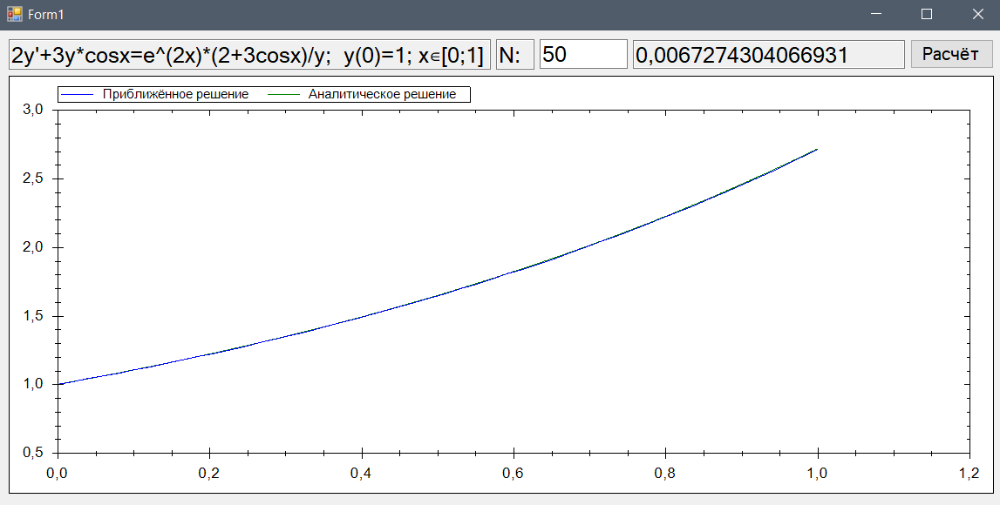 Form1
2y'+3y*cosx=e^(2x)*(2+3cosx)/y;  y(0)=1; x∈[0;1] N: 50 0,0067274304066931 Расчёт
Приближённое решение Аналитическое решение
3,0
2,5
2,0
1,5
1,0
0,5
0,0 0,2 0,4 0,6 0,8 1,0 1,2